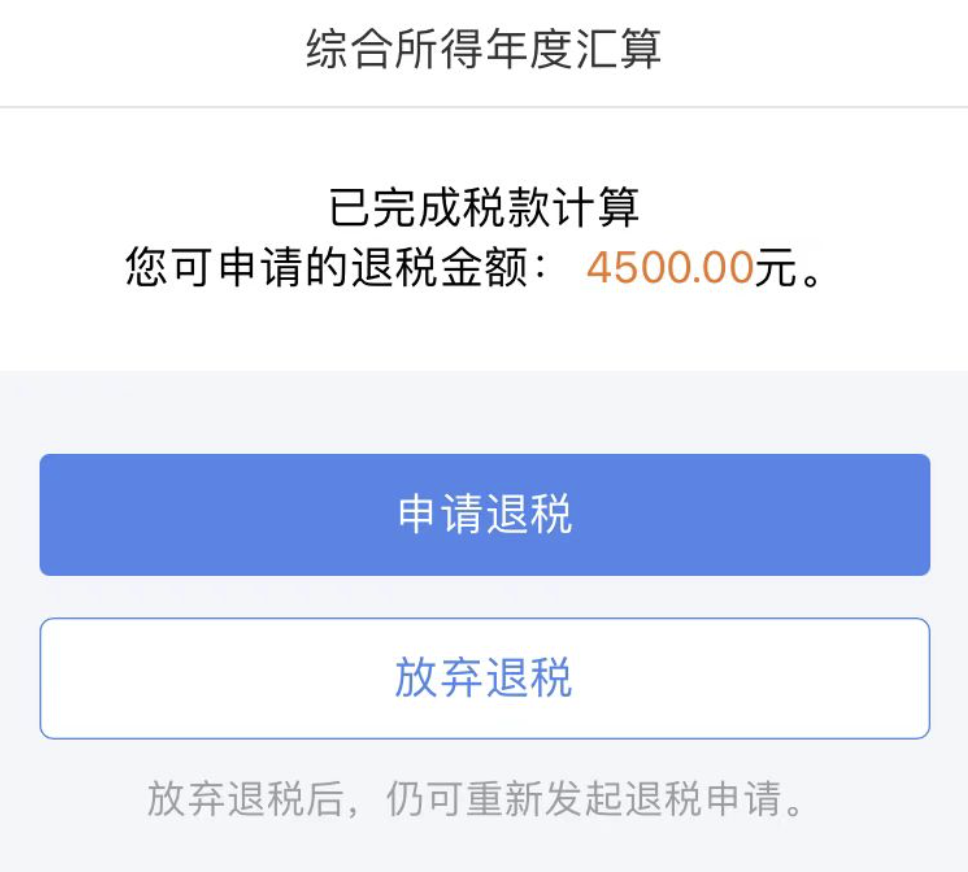 综合所得年度汇算
已完成税款计算
您可申请的退税金额： 4500.00元。
申请退税
放弃退税
放弃退税后，仍可重新发起退税申请。